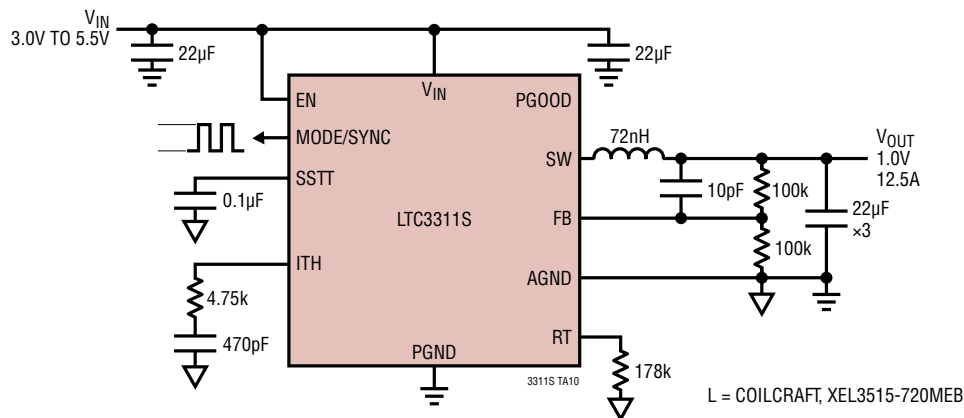 VIN
3.0V TO 5.5V
22µF
22µF
VIN
EN
PGOOD
MODE/SYNC
SW
72nH
VOUT
1.0V
12.5A
SSTT
0.1µF
LTC3311S
10pF
100k
FB
22µF
×3
100k
ITH
AGND
4.75k
470pF
RT
PGND
178k
3311S TA10
L = COILCRAFT, XEL3515-720MEB